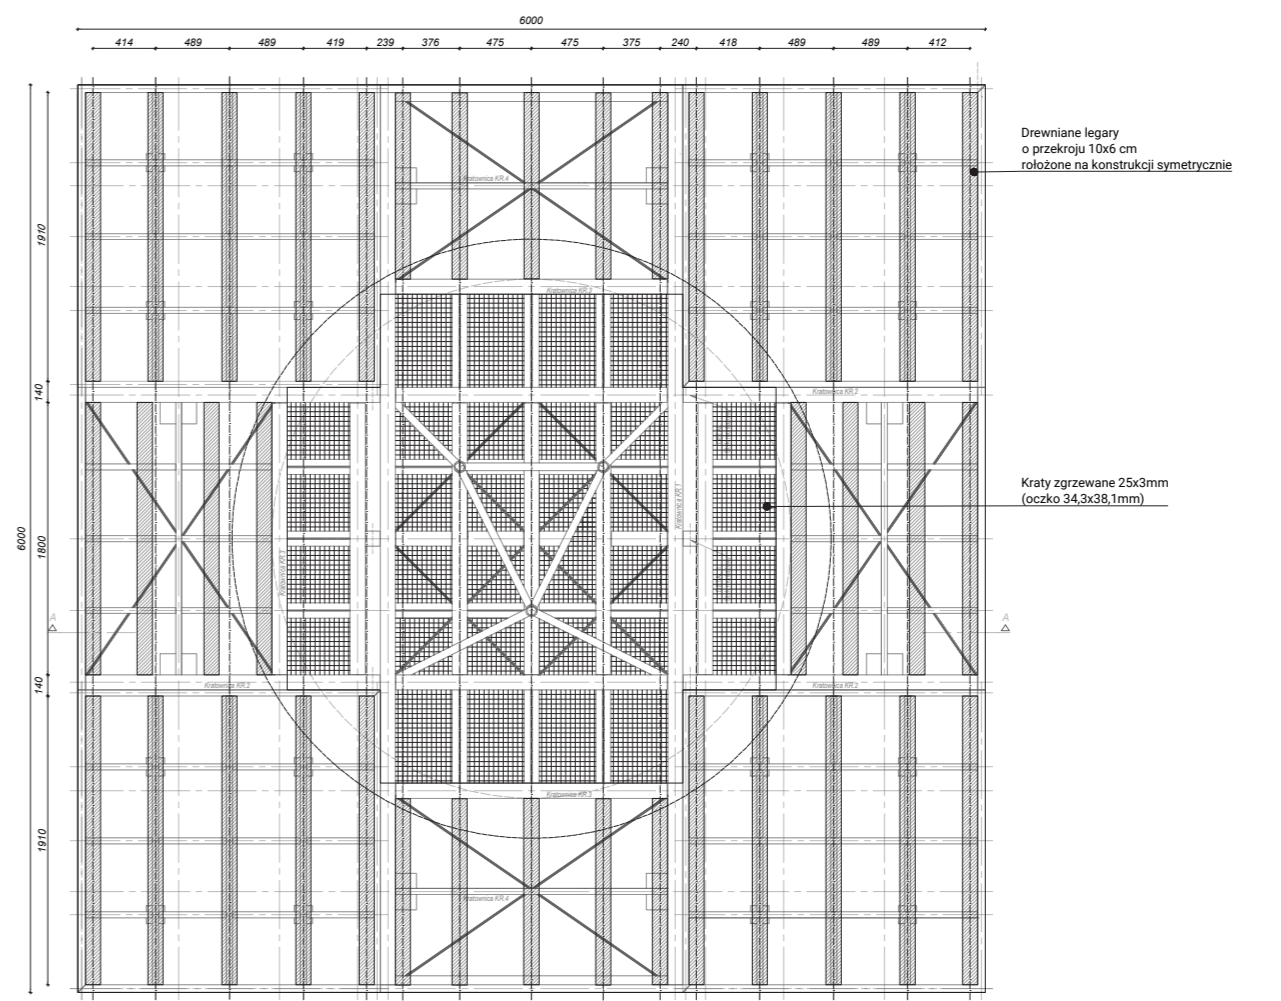 6000
414 489 489 419 239 376 475 475 375 240 418 489 489 412
Drewniane legary
o przekroju 10x6 cm
rołożone na konstrukcji symetrycznie
Kratownica KR.4
1910
Kratownica KR.3
140
Kratownica KR.2
Kraty zgrzewane 25x3mm
(oczko 34,3x38,1mm)
Kratownica KR.1
6000
1800
Kratownica KR.3
A
A
140
Kratownica KR.2
Kratownica KR.2
Kratownica KR.3
1910
Kratownica KR.4